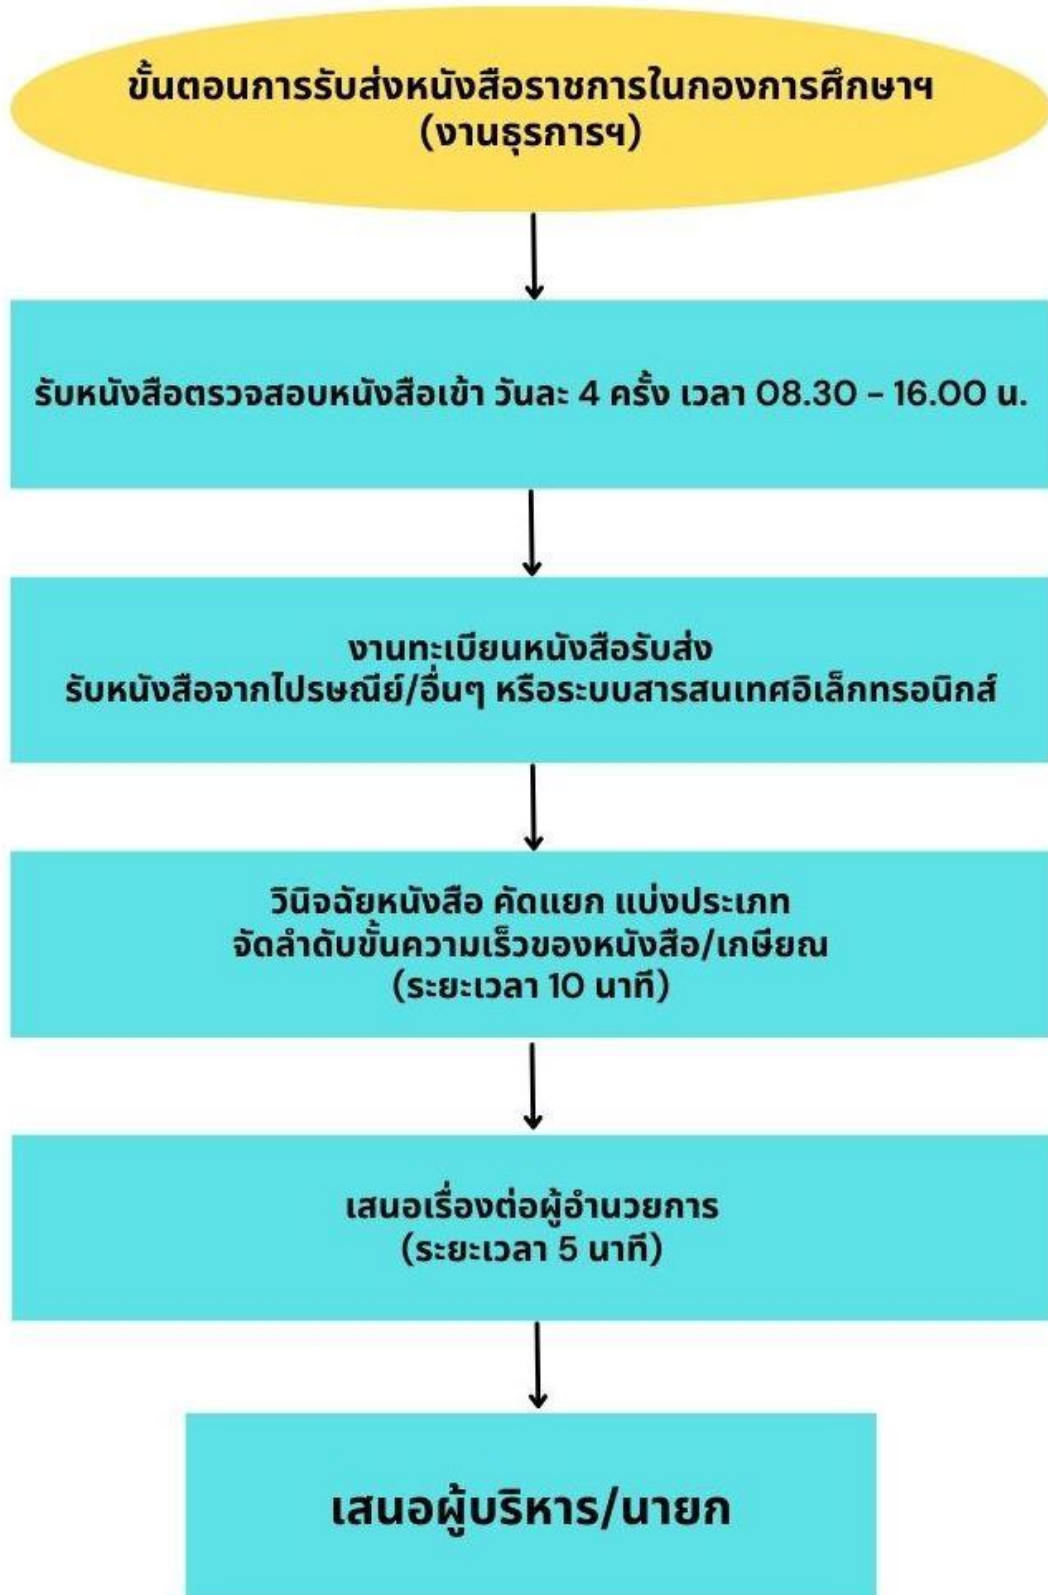 ขั้นตอนการรับส่งหนังสือราชการในกองการศึกษาฯ
(งานธุรการฯ)
รับหนังสือตรวจสอบหนังสือเข้า วันละ 4 ครั้ง เวลา 08.30 – 16.00 น.
งานทะเบียนหนังสือรับส่ง
รับหนังสือจากไปรษณีย์/อื่นๆ หรือระบบสารสนเทศอิเล็กทรอนิกส์
วินิจฉัยหนังสือ คัดแยก แบ่งประเภท
จัดลำดับขั้นความเร็วของหนังสือ/เกษียณ
(ระยะเวลา 10 นาที)
เสนอเรื่องต่อผู้อำนวยการ
(ระยะเวลา 5 นาที)
เสนอผู้บริหาร/นายก